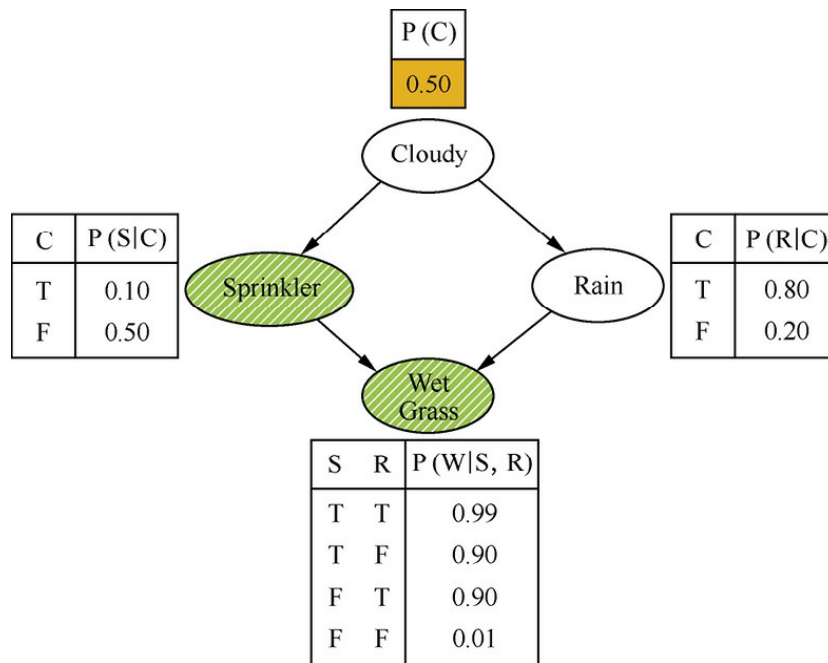 P (C)
0.50
Cloudy
C P (S|C)
T 0.10
F 0.50
Sprinkler
Rain
C P (R|C)
T 0.80
F 0.20
Wet
Grass
S R P (W|S, R)
T T 0.99
T F 0.90
F T 0.90
F F 0.01